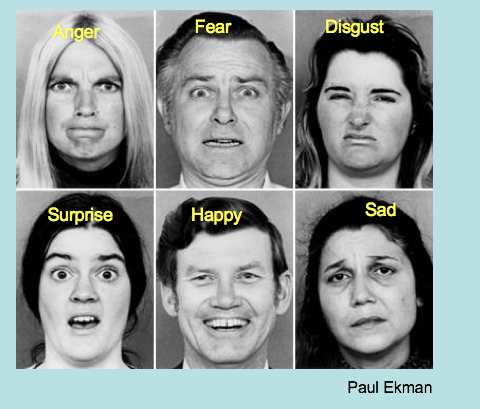 Anger
Fear
Disgust
Surprise
Happy
Sad
Paul Ekman